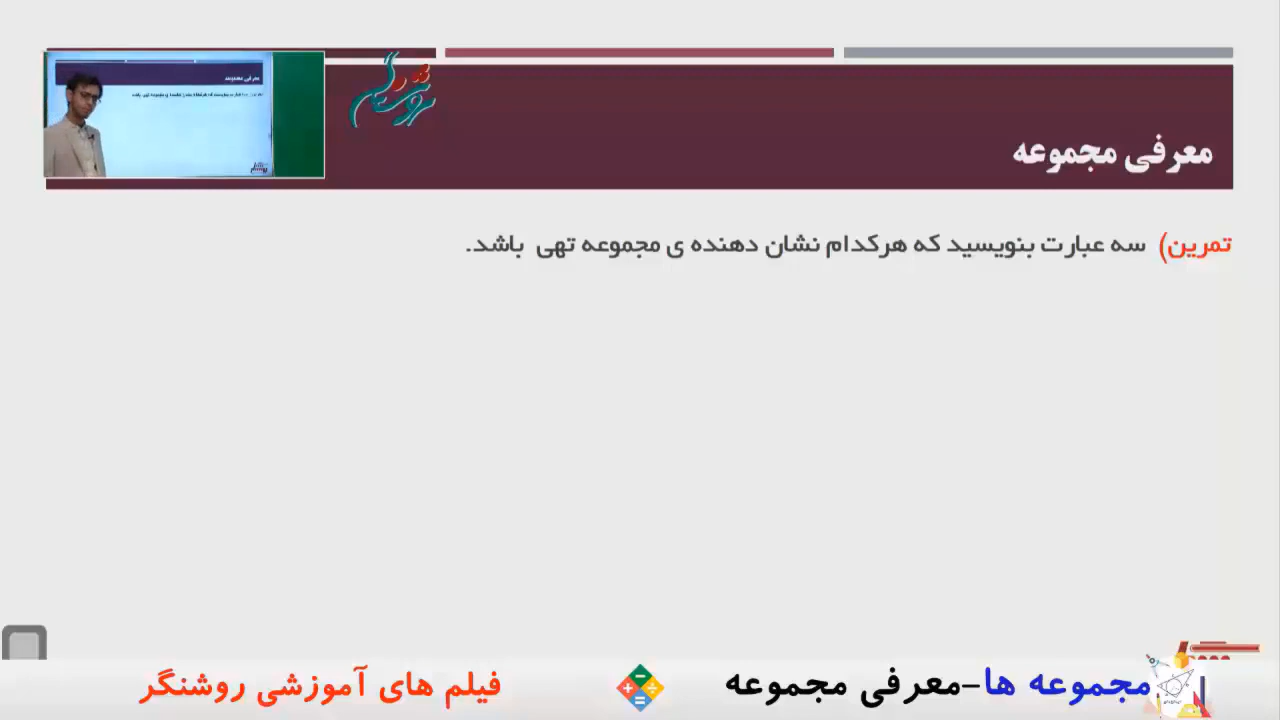 روشنگر
معرفی مجموعه
تمرین) سه عبارت بنویسید که هرکدام نشان دهنده ی مجموعه تهی باشد.
مجموعه ها-معرفی مجموعه
فیلم های آموزشی روشنگر